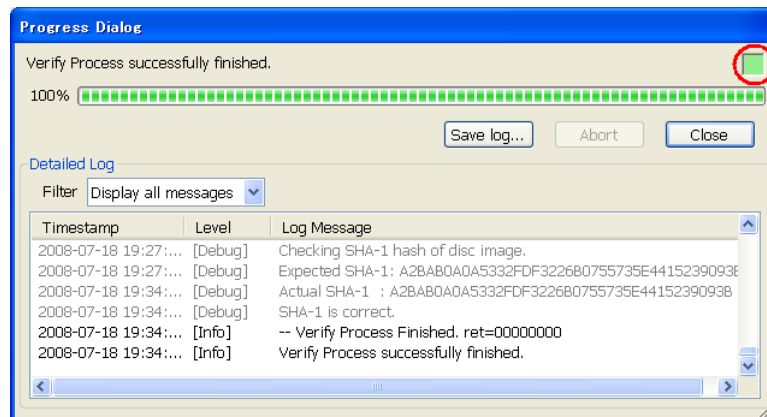 Progress Dialog
Verify Process successfully finished.
100%
Save log... Abort Close
Detailed Log
Filter Display all messages
Timestamp Level Log Message
2008-07-18 19:27:... [Debug] Checking SHA-1 hash of disc image.
2008-07-18 19:27:... [Debug] Expected SHA-1: A2BAB0A0A5332FDF3226B0755735E4415239093B
2008-07-18 19:34:... [Debug] Actual SHA-1 : A2BAB0A0A5332FDF3226B0755735E4415239093B
2008-07-18 19:34:... [Debug] SHA-1 is correct.
2008-07-18 19:34:... [Info] -- Verify Process Finished. ret=00000000
2008-07-18 19:34:... [Info] Verify Process successfully finished.